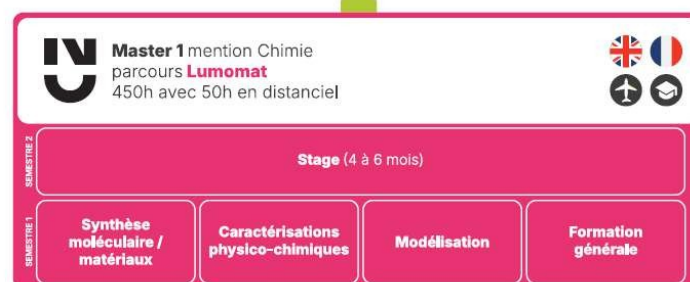 Master 1 mention Chimie
parcours Lumomat
450h avec 50h en distanciel
SEMESTRE 2
Stage (4 à 6 mois)
SEMESTRE 1
Synthèse
moléculaire /
matériaux
Caractérisations
physico-chimiques
Modélisation
Formation
générale